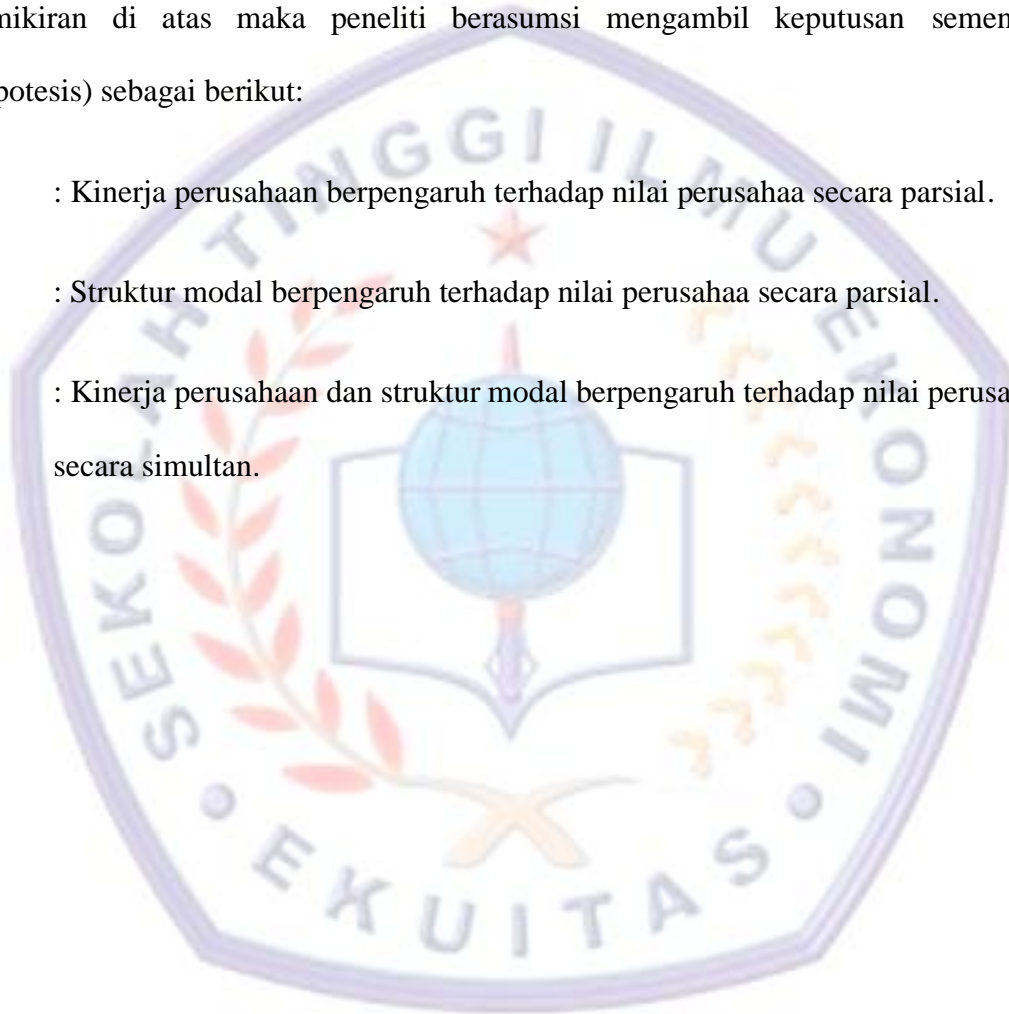 mikiran di atas maka peneliti berasumsi mengambil keputusan semen
potesis) sebagai berikut:
: Kinerja perusahaan berpengaruh terhadap nilai perusahaa secara parsial.
: Struktur modal berpengaruh terhadap nilai perusahaa secara parsial.
: Kinerja perusahaan dan struktur modal berpengaruh terhadap nilai perusa
secara simultan.
SEKOLAH TINGGI ILMU EKONOMI
• EKUITAS •